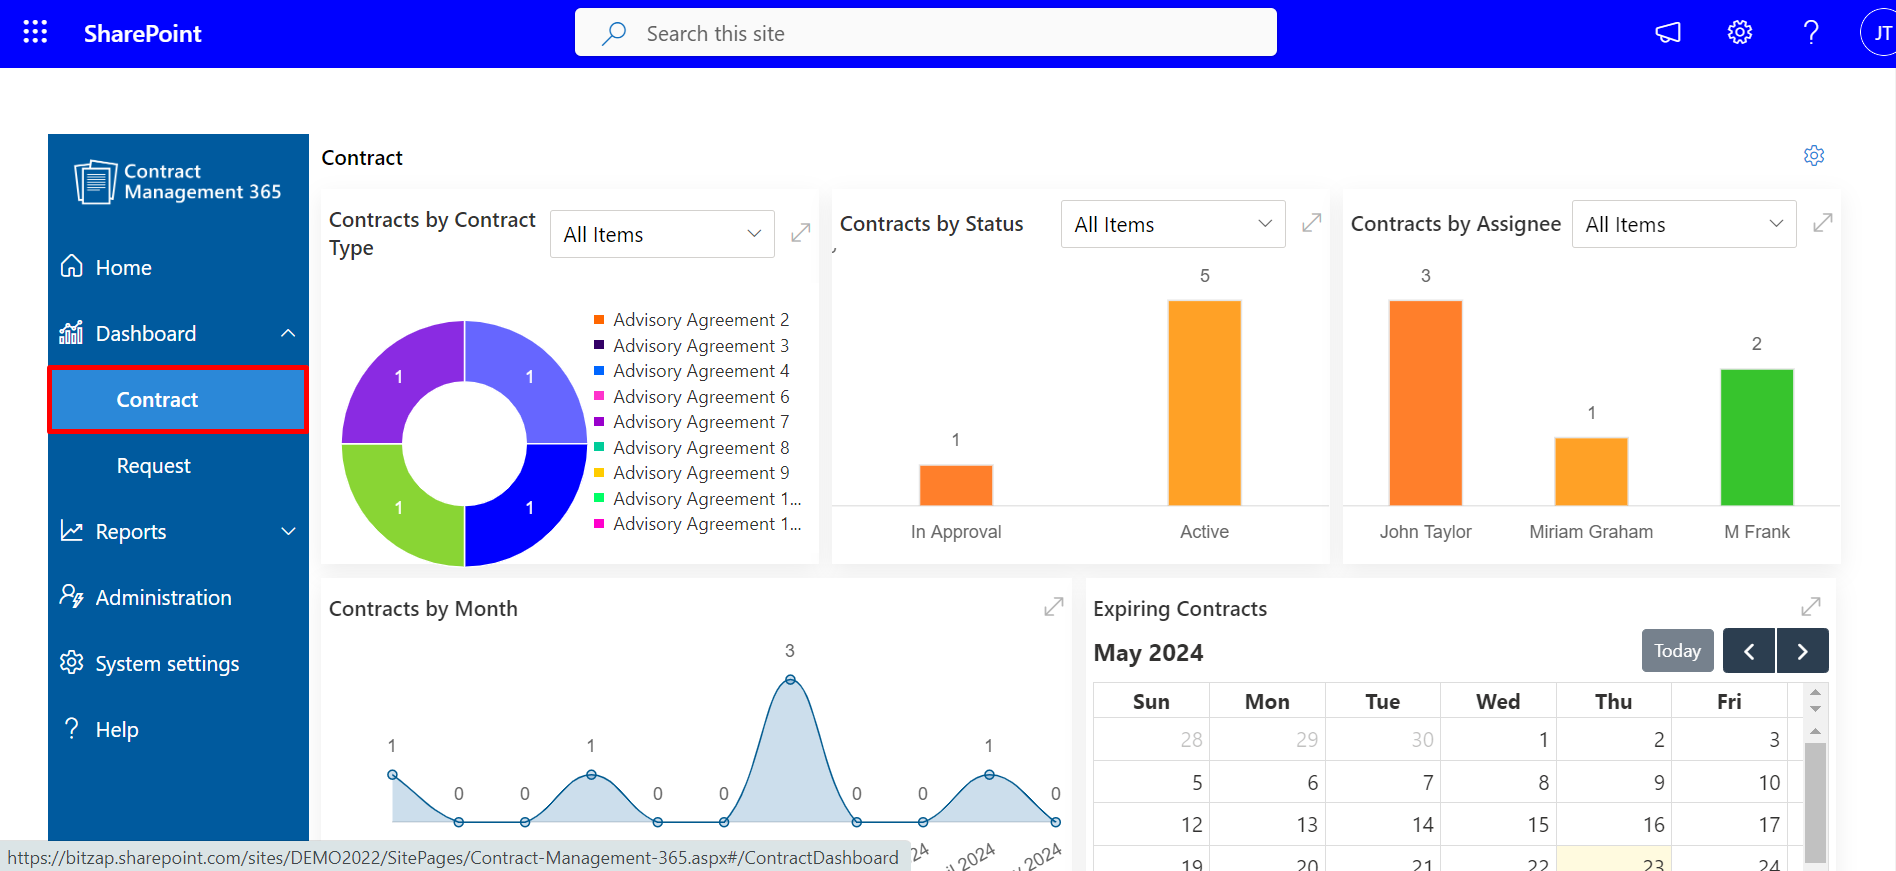 SharePoint
Search this site
JT
Contract
Management 365
Home
Dashboard
Contract
Request
Reports
Administration
System settings
Help
Contract
Contracts by Contract
Type
All Items
1
1
1
1
Advisory Agreement 2
Advisory Agreement 3
Advisory Agreement 4
Advisory Agreement 6
Advisory Agreement 7
Advisory Agreement 8
Advisory Agreement 9
Advisory Agreement 1...
Advisory Agreement 1...
Contracts by Status
All Items
1
5
In Approval
Active
Contracts by Assignee
All Items
3
1
2
John Taylor
Miriam Graham
M Frank
Contracts by Month
1 0 0 1 0 0 3 0 0 1 0
Expiring Contracts
May 2024
Today
Sun Mon Tue Wed Thu Fri
28 29 30 1 2 3
5 6 7 8 9 10
12 13 14 15 16 17
19 20 21 22 23 24
https://bitzap.sharepoint.com/sites/DEMO2022/SitePages/Contract-Management-365.aspx#/ContractDashboard
2024
2024